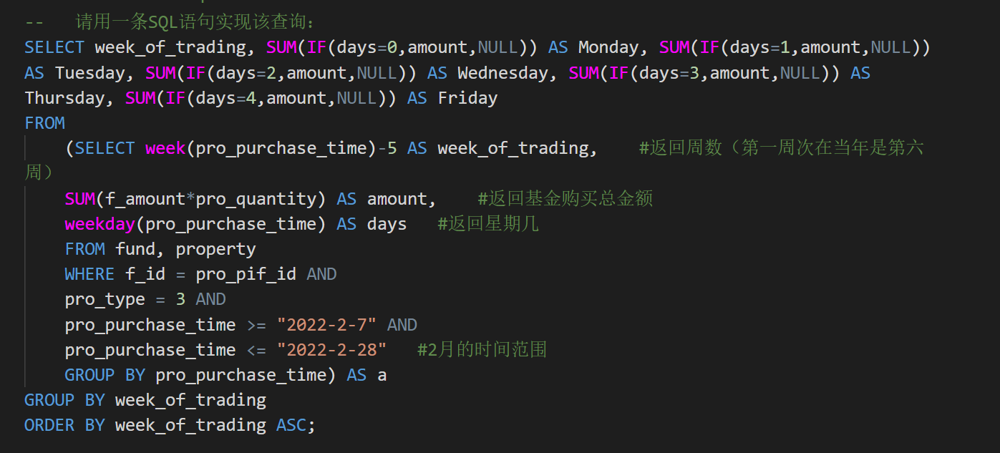 --   请用一条SQL语句实现该查询：
SELECT week_of_trading, SUM(IF(days=0,amount,NULL)) AS Monday, SUM(IF(days=1,amount,NULL))
AS Tuesday, SUM(IF(days=2,amount,NULL)) AS Wednesday, SUM(IF(days=3,amount,NULL)) AS
Thursday, SUM(IF(days=4,amount,NULL)) AS Friday
FROM
    (SELECT week(pro_purchase_time)-5 AS week_of_trading,    #返回周数（第一周次在当年是第六
周）
    SUM(f_amount*pro_quantity) AS amount,    #返回基金购买总金额
    weekday(pro_purchase_time) AS days   #返回星期几
    FROM fund, property
    WHERE f_id = pro_pif_id AND
    pro_type = 3 AND
    pro_purchase_time >= "2022-2-7" AND
    pro_purchase_time <= "2022-2-28"   #2月的时间范围
    GROUP BY pro_purchase_time) AS a
GROUP BY week_of_trading
ORDER BY week_of_trading ASC;